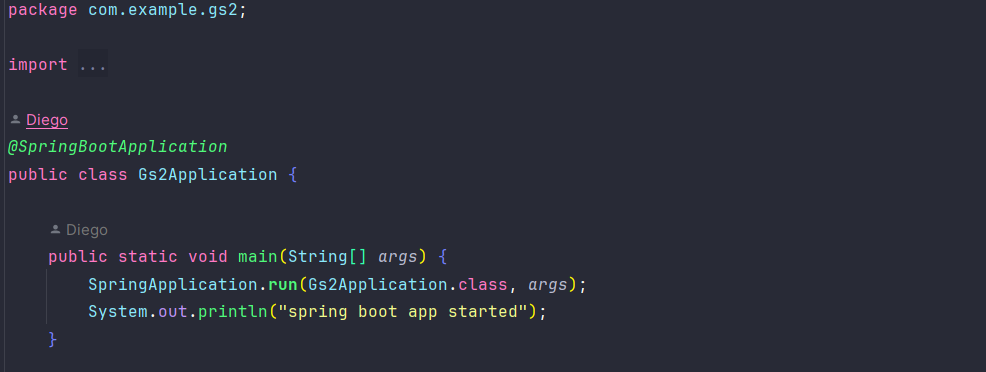 package com.example.gs2;
import ...
Diego
@SpringBootApplication
public class Gs2Application {
Diego
public static void main(String[] args) {
SpringApplication.run(Gs2Application.class, args);
System.out.println("spring boot app started");
}